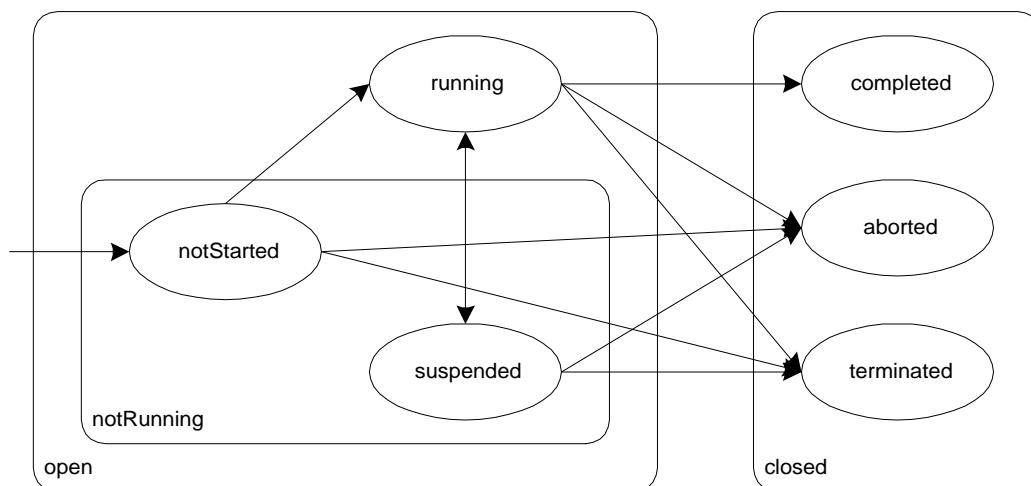 running
completed
notStarted
aborted
suspended
terminated
notRunning
open
closed